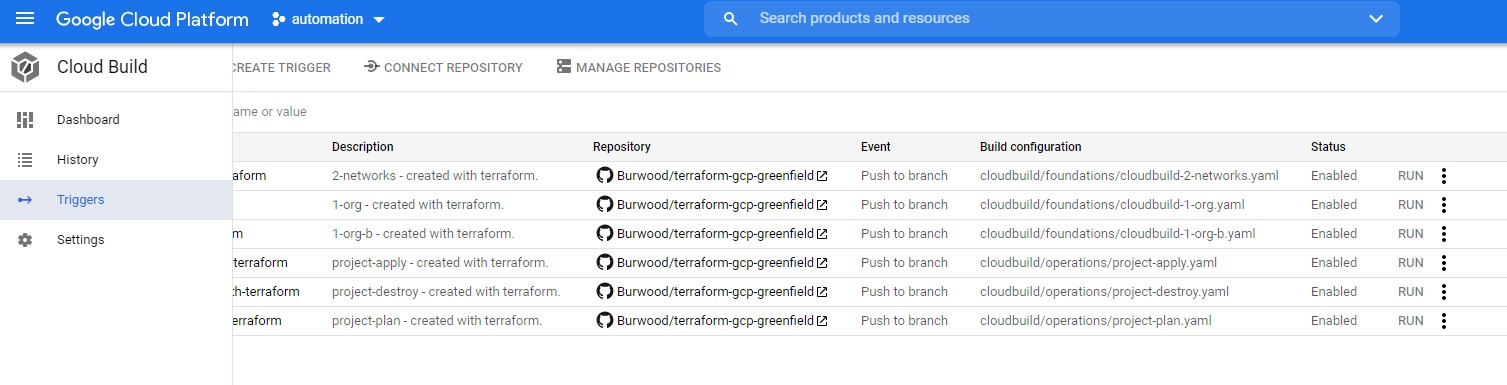 Google Cloud Platform automation Search products and resources
Cloud Build
CREATE TRIGGER CONNECT REPOSITORY MANAGE REPOSITORIES
Dashboard
History
Triggers
Settings
ame or value
Description Repository Event Build configuration Status
aform 2-networks - created with terraform. Burwood/terraform-gcp-greenfield Push to branch cloudbuild/foundations/cloudbuild-2-networks.yaml Enabled RUN
1-org - created with terraform. Burwood/terraform-gcp-greenfield Push to branch cloudbuild/foundations/cloudbuild-1-org.yaml Enabled RUN
m 1-org-b - created with terraform. Burwood/terraform-gcp-greenfield Push to branch cloudbuild/foundations/cloudbuild-1-org-b.yaml Enabled RUN
-terraform project-apply - created with terraform. Burwood/terraform-gcp-greenfield Push to branch cloudbuild/operations/project-apply.yaml Enabled RUN
th-terraform project-destroy - created with terraform. Burwood/terraform-gcp-greenfield Push to branch cloudbuild/operations/project-destroy.yaml Enabled RUN
erraform project-plan - created with terraform. Burwood/terraform-gcp-greenfield Push to branch cloudbuild/operations/project-plan.yaml Enabled RUN